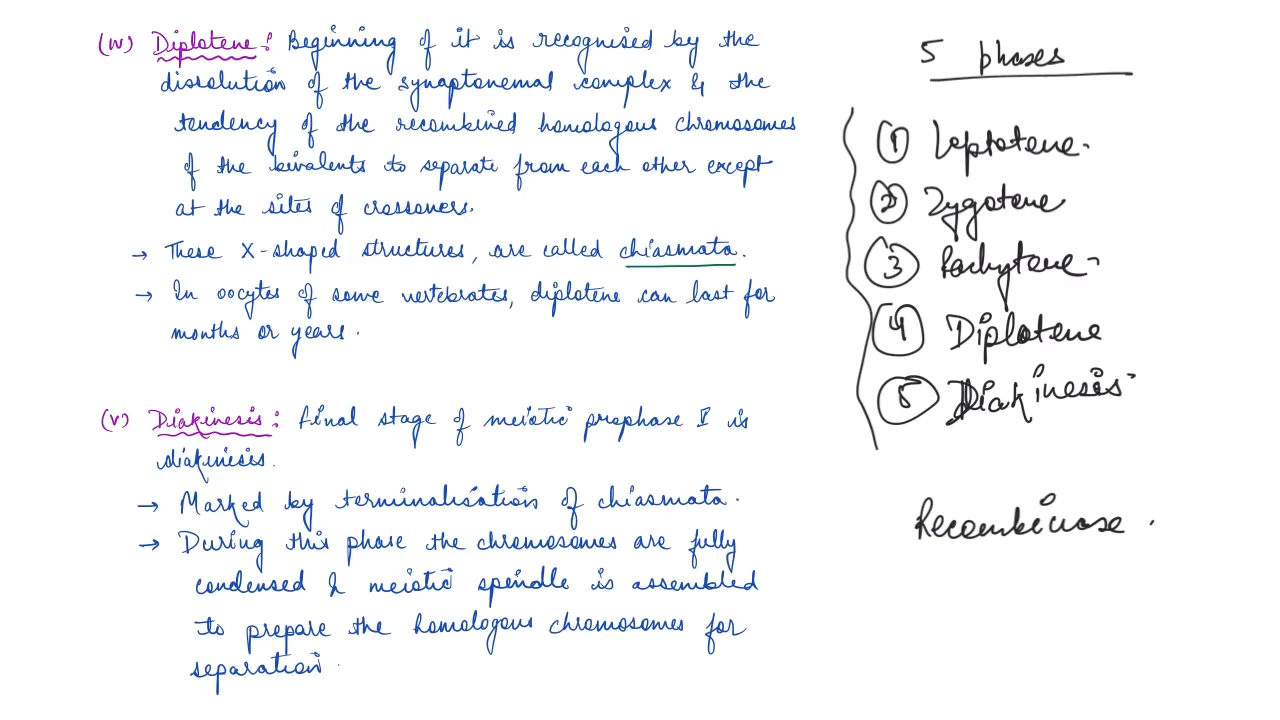 (iv) Diplotene: Beginning of it is recognised by the
dissolution of the synaptonemal complex & the
tendency of the recombined homologous chromosomes
of the bivalents to separate from each other except
at the sites of crossovers.
→ These X-shaped structures, are called chiasmata.
→ In oocytes of some vertebrates, diplotene can last for
months or years.
(v) Diakinesis: Final stage of meiotic prophase I is
diakinesis.
→ Marked by terminalisation of chiasmata.
→ During this phase the chromosomes are fully
condensed & meiotic spindle is assembled
to prepare the homologous chromosomes for
separation.
5 phases
① Leptotene.
② Zygotene
③ Pachytene
④ Diplotene
⑤ Diakinesis
Recombinase.